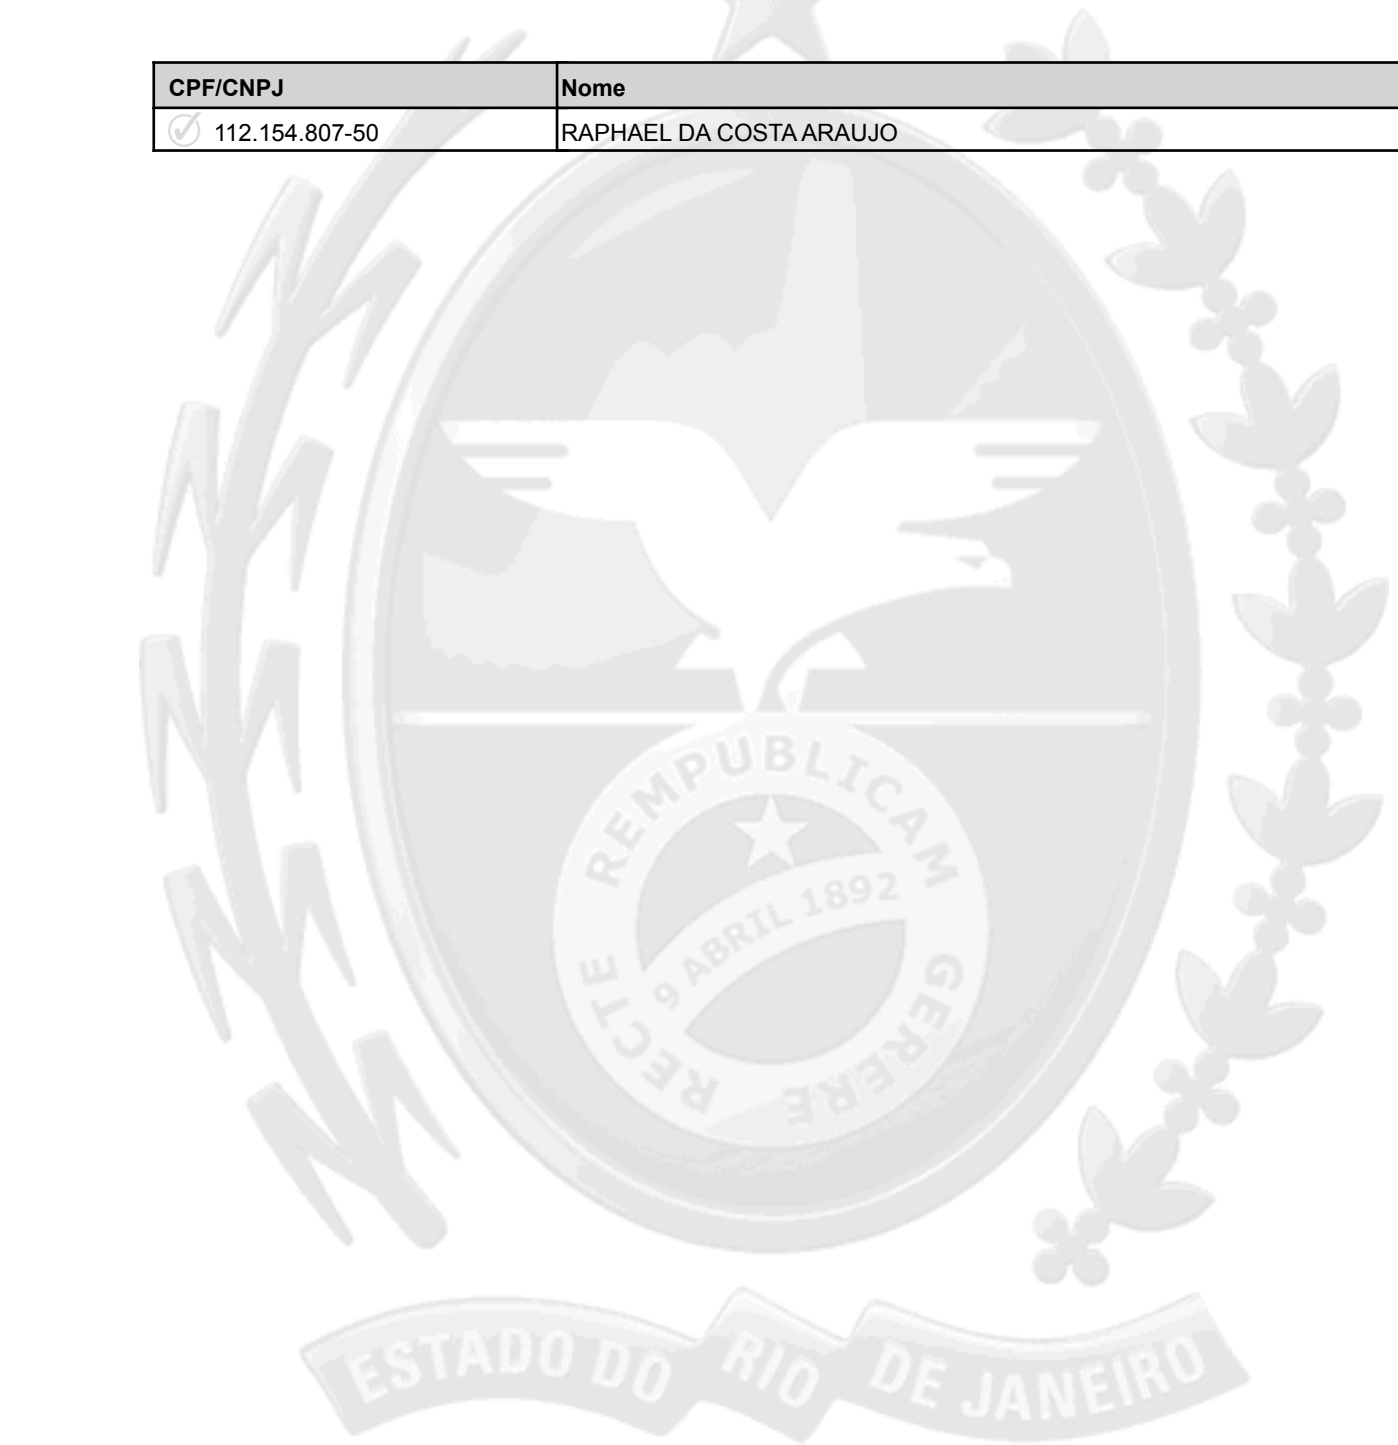 CPF/CNPJ Nome
112.154.807-50 RAPHAEL DA COSTA ARAUJO
RECTE REMPUBLICAM GERERE
9 ABRIL 1892
ESTADO DO RIO DE JANEIRO